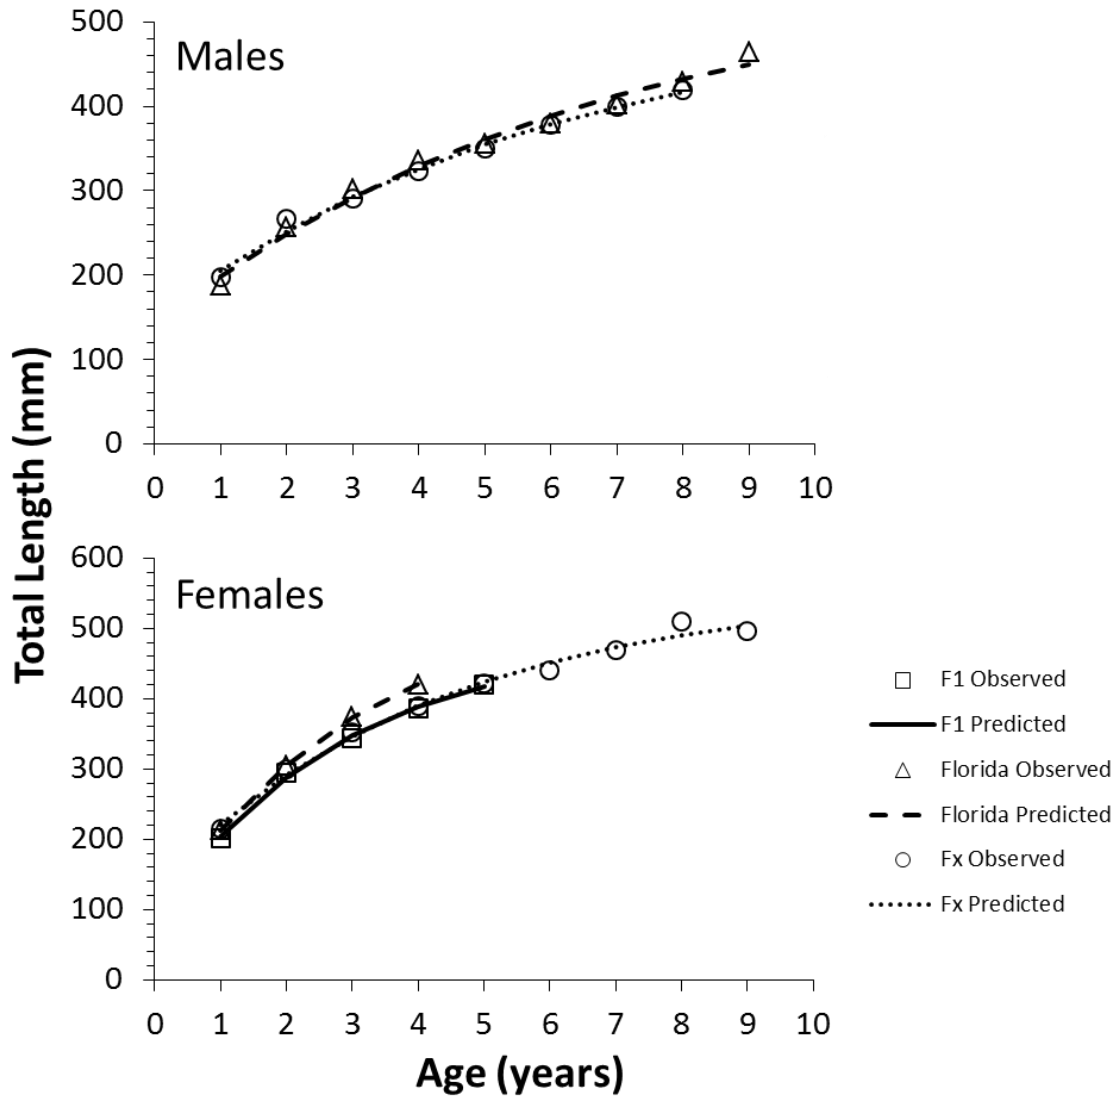 Males
500
400
300
200
100
0
0 1 2 3 4 5 6 7 8 9 10
Total Length (mm)
Females
600
500
400
300
200
100
0
0 1 2 3 4 5 6 7 8 9 10
Age (years)
F1 Observed
F1 Predicted
Florida Observed
Florida Predicted
Fx Observed
Fx Predicted